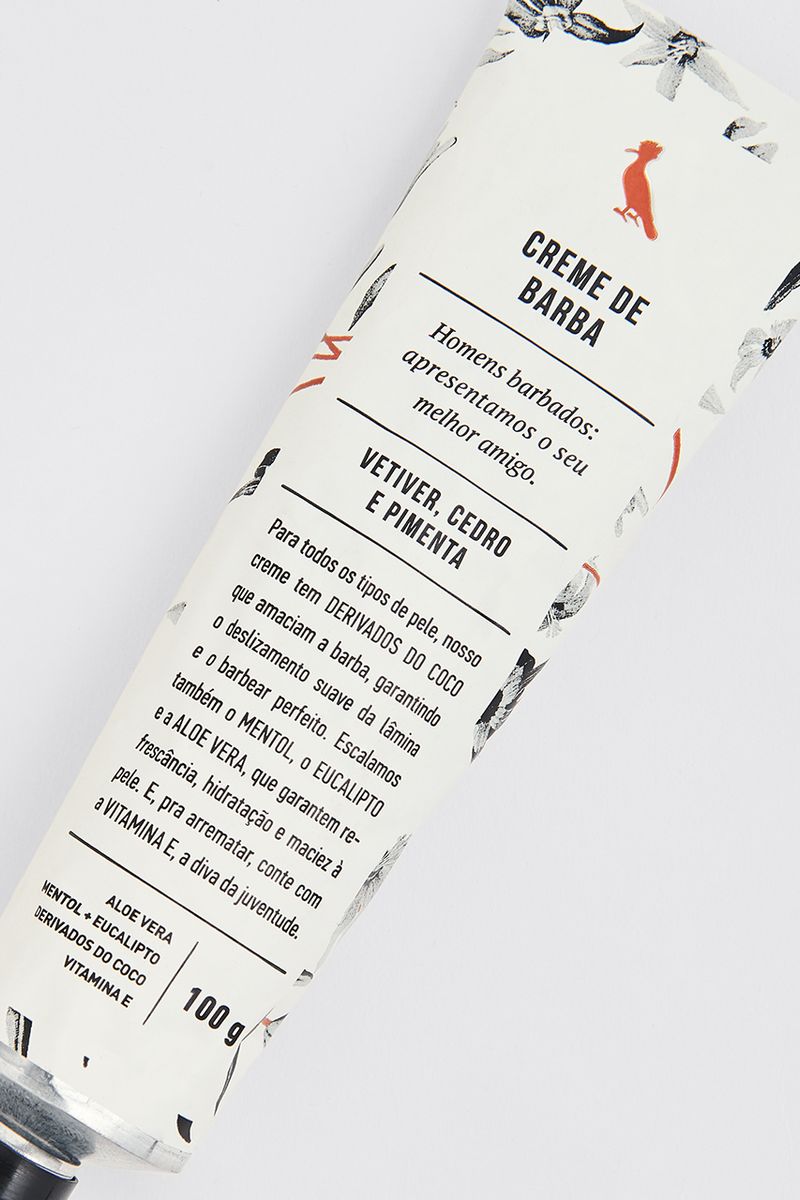 CREME DE
BARBA
Homens barbados:
apresentamos o seu
melhor amigo.
VETIVER, CEDRO
E PIMENTA
Para todos os tipos de pele, nosso
creme tem DERIVADOS DO COCO
que amaciam a barba, garantindo
o deslizamento suave da lâmina
e o barbear perfeito. Escalamos
também o MENTOL, o EUCALIPTO
e a ALOE VERA, que garantem re-
frescância, hidratação e maciez à
pele. E, pra arrematar, conte com
a VITAMINA E, a diva da juventude.
ALOE VERA
MENTOL + EUCALIPTO
DERIVADOS DO COCO
VITAMINA E
100 g